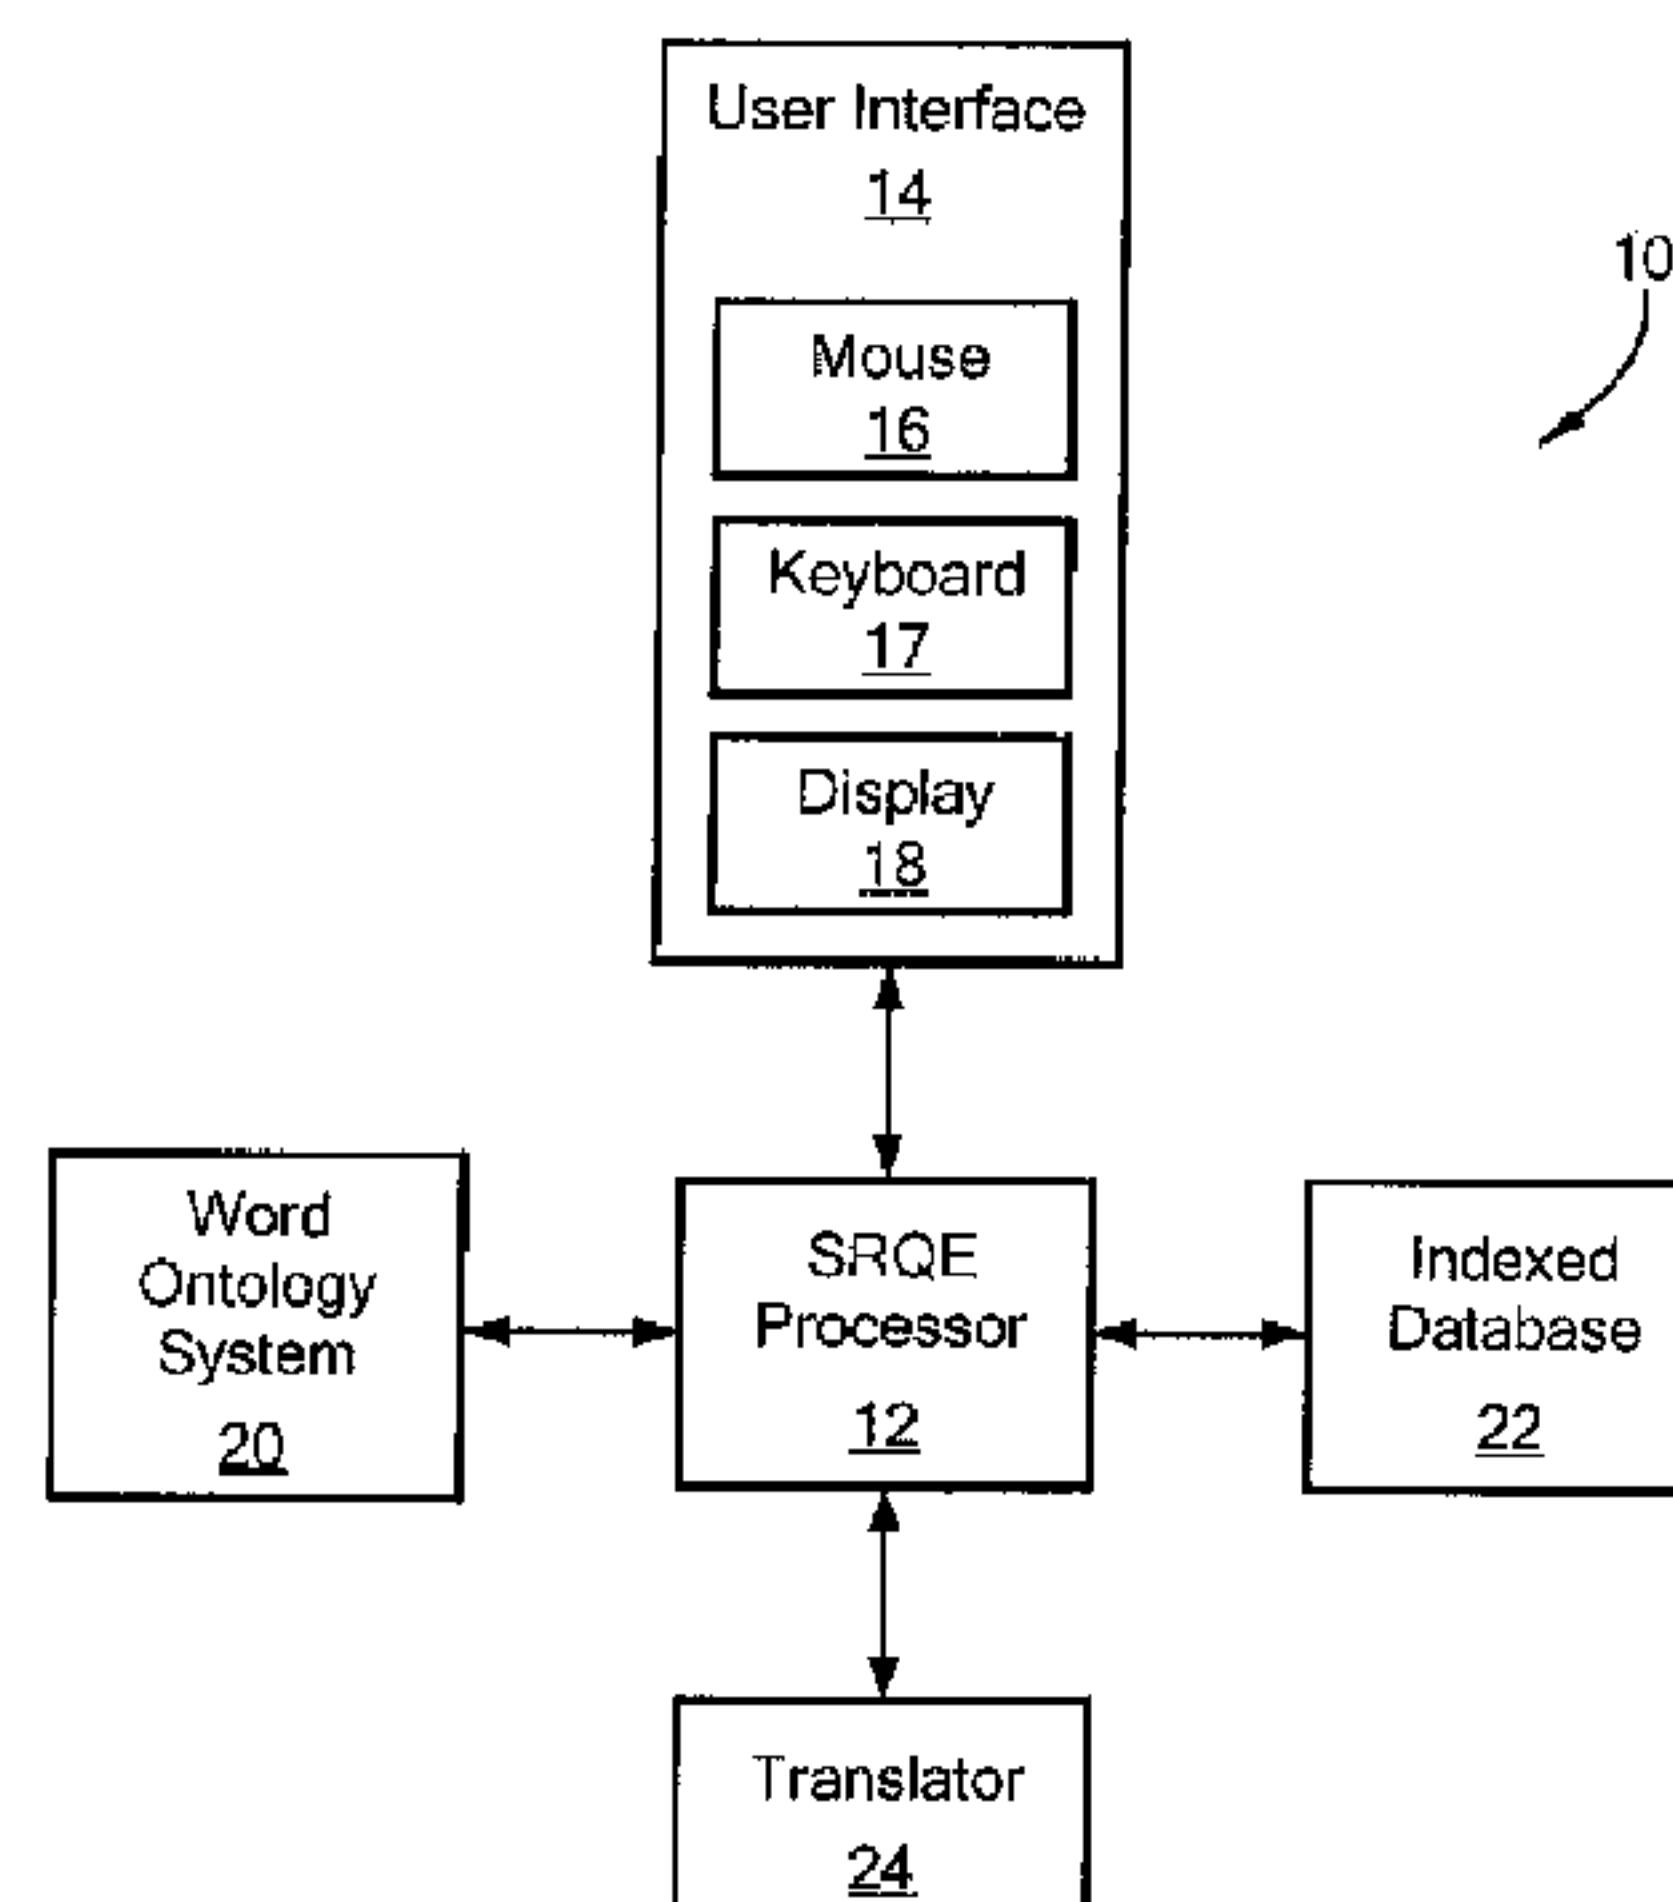 User Interface
14
10
Mouse
16
Keyboard
17
Display
18
Word
Ontology
System
20
SRQE
Processor
12
Indexed
Database
22
Translator
24